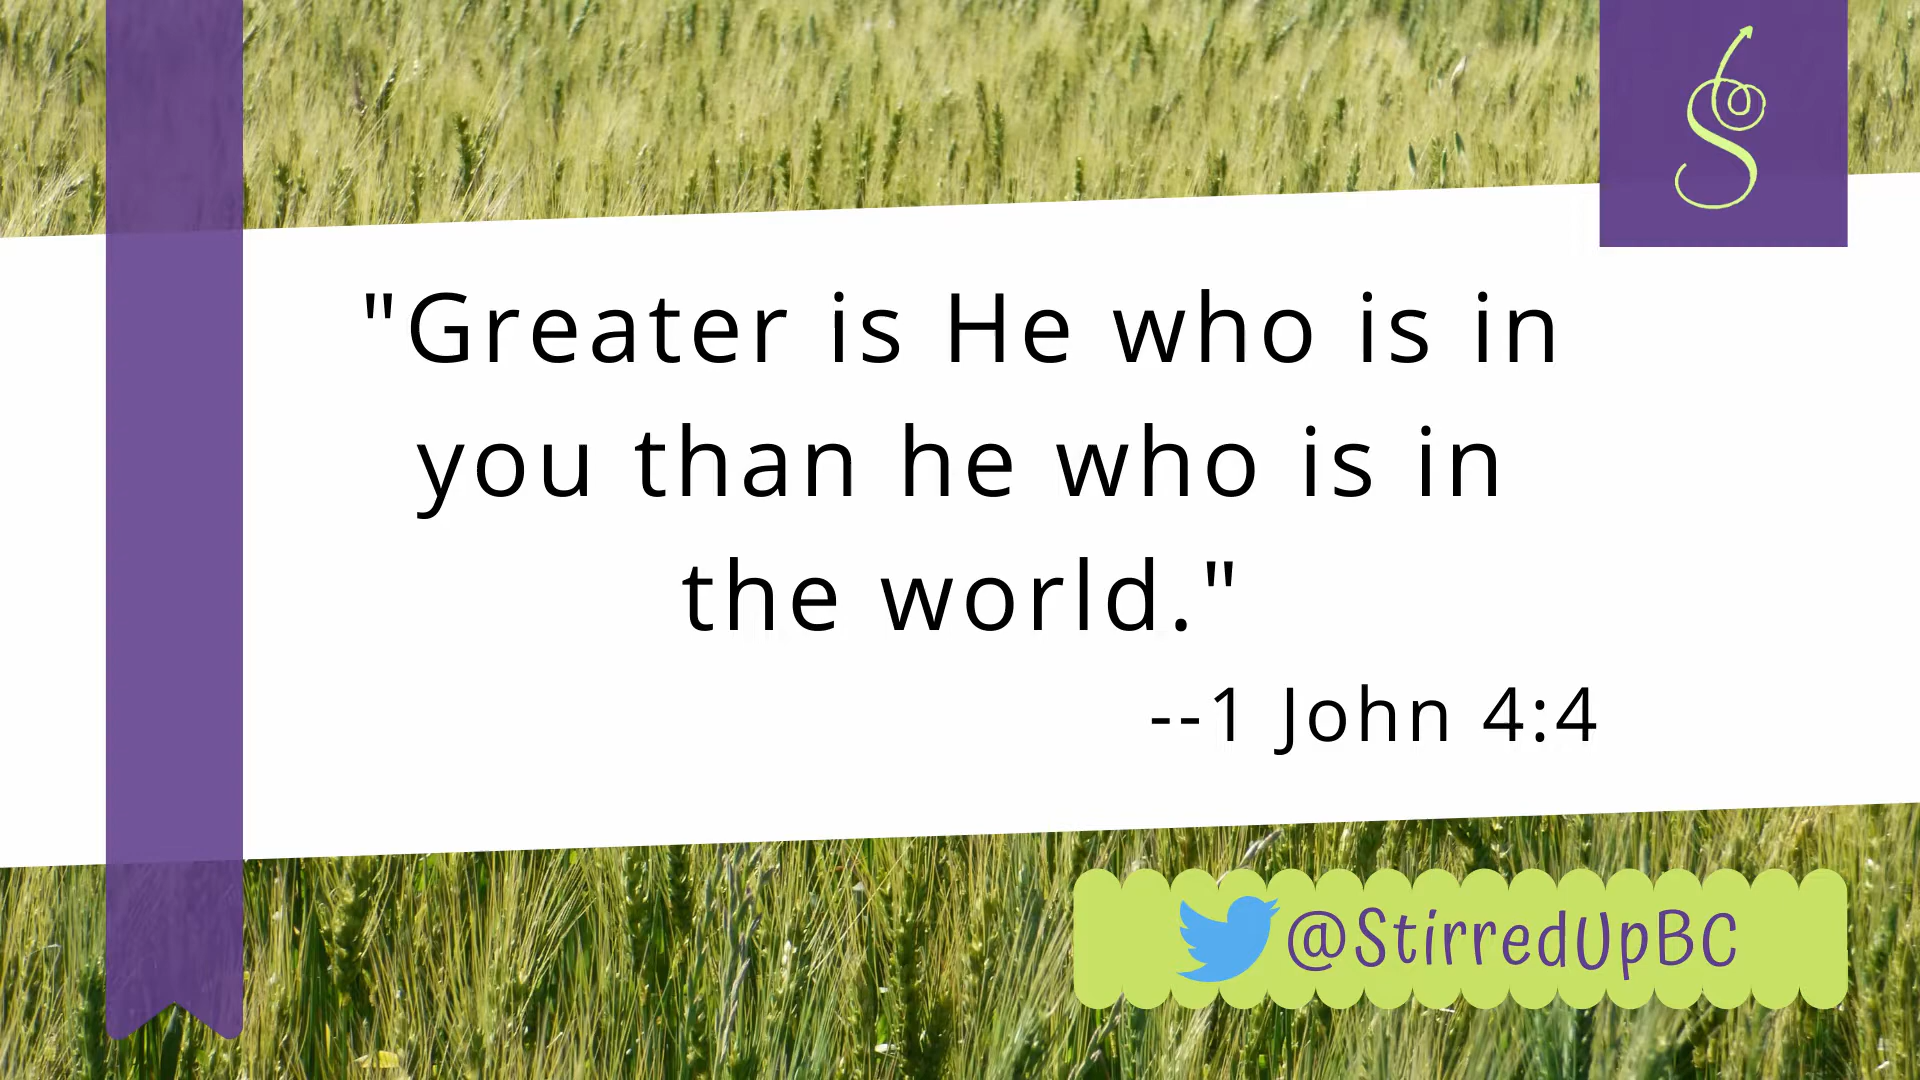 "Greater is He who is in
you than he who is in
the world."
--1 John 4:4
@StirredUpBC
S